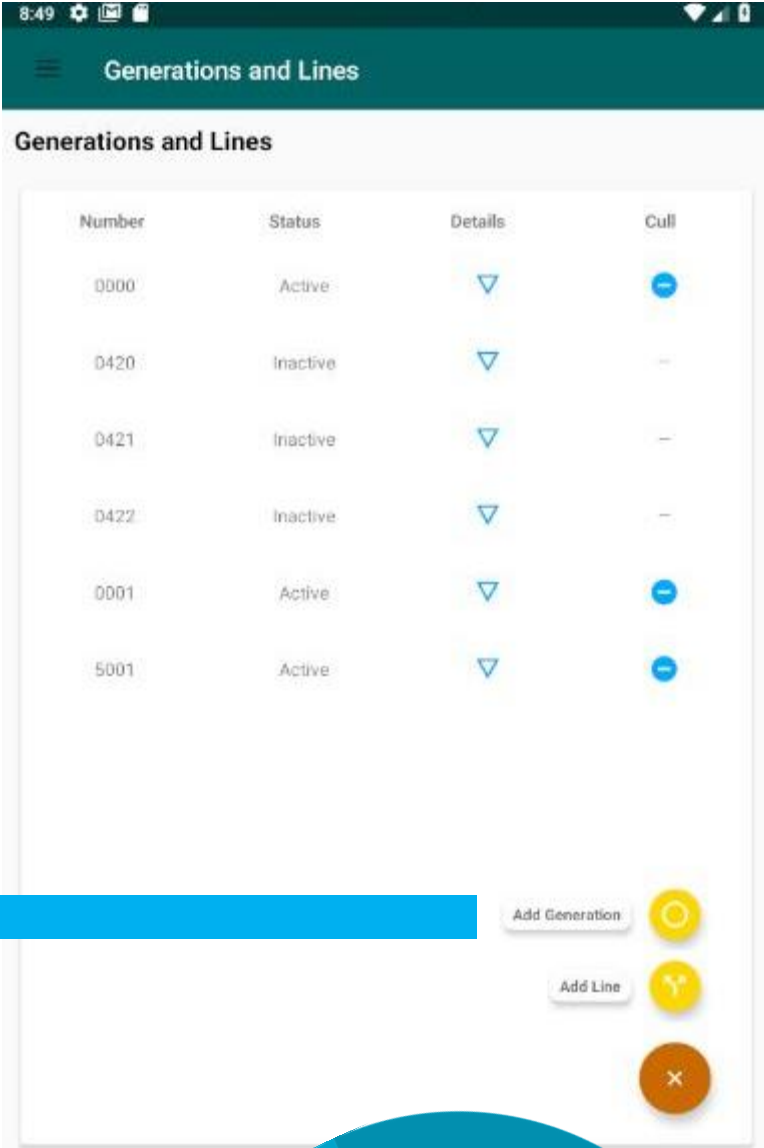 8:49
Generations and Lines
Generations and Lines
Number Status Details Cull
0000 Active
0420 Inactive --
0421 Inactive --
0422 Inactive --
0001 Active
5001 Active
Add Generation
Add Line